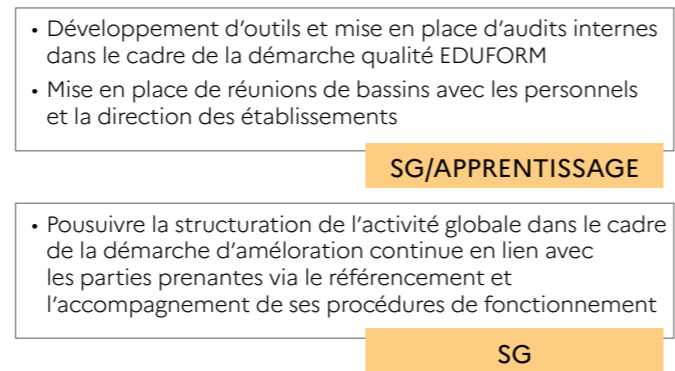 • Développement d’outils et mise en place d’audits internes
dans le cadre de la démarche qualité EDUFORM
• Mise en place de réunions de bassins avec les personnels
et la direction des établissements
SG/APPRENTISSAGE
• Pousuivre la structuration de l’activité globale dans le cadre
de la démarche d’améloration continue en lien avec
les parties prenantes via le référencement et
l’accompagnement de ses procédures de fonctionnement
SG